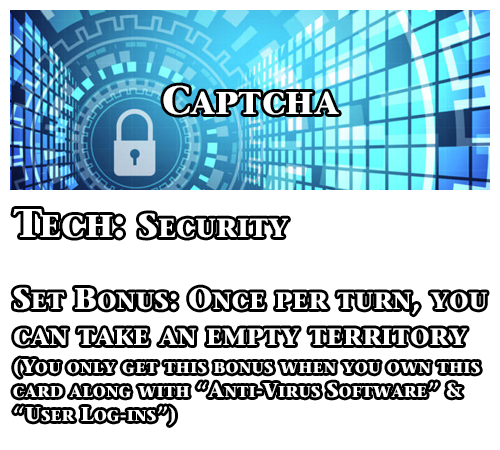 Captcha
Tech: Security
Set Bonus: Once per turn, you
can take an empty territory
(You only get this bonus when you own this
card along with “Anti-Virus Software” &
“User Log-ins”)